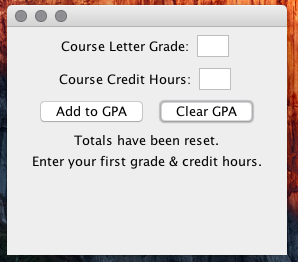 Course Letter Grade:
Course Credit Hours:
Add to GPA Clear GPA
Totals have been reset.
Enter your first grade & credit hours.